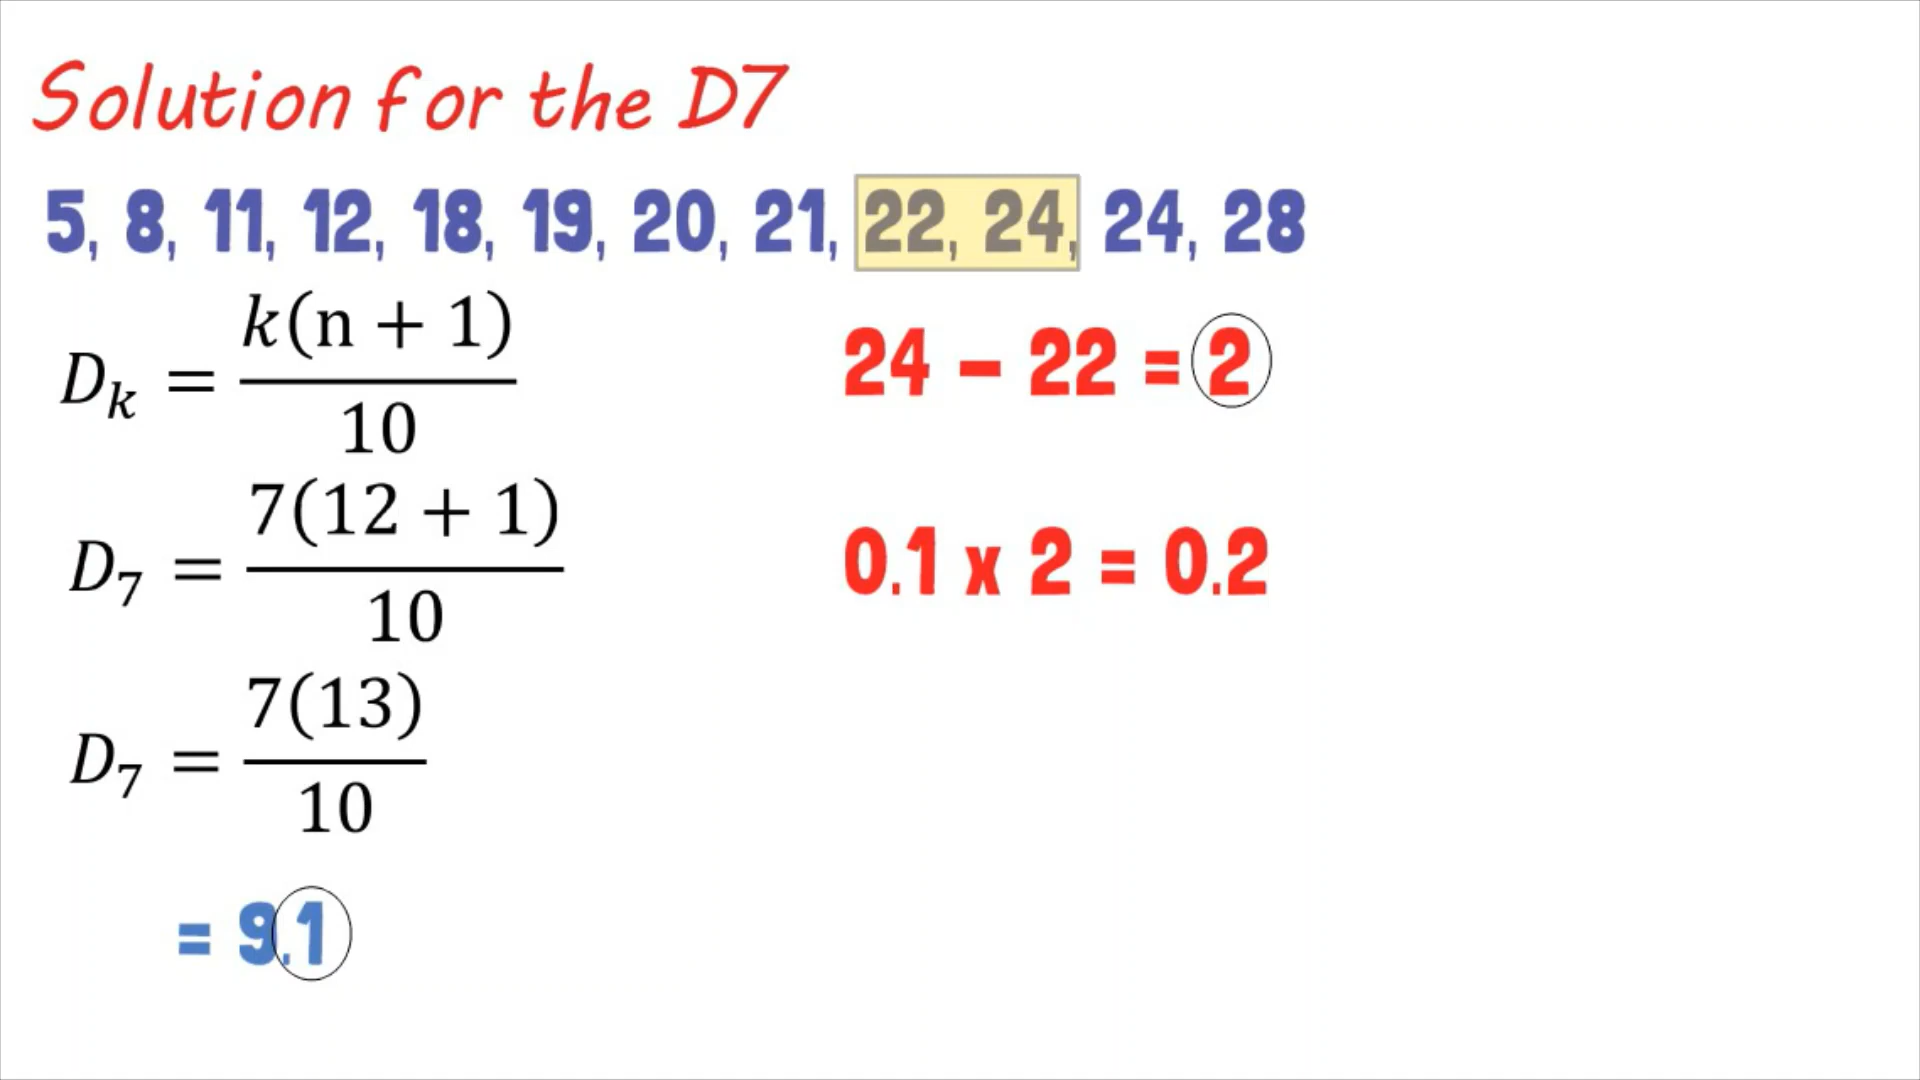 Solution for the D7
5, 8, 11, 12, 18, 19, 20, 21, 22, 24, 24, 28
D_k = k(n + 1) / 10
24 – 22 = 2
D_7 = 7(12 + 1) / 10
0.1 x 2 = 0.2
D_7 = 7(13) / 10
= 9.1